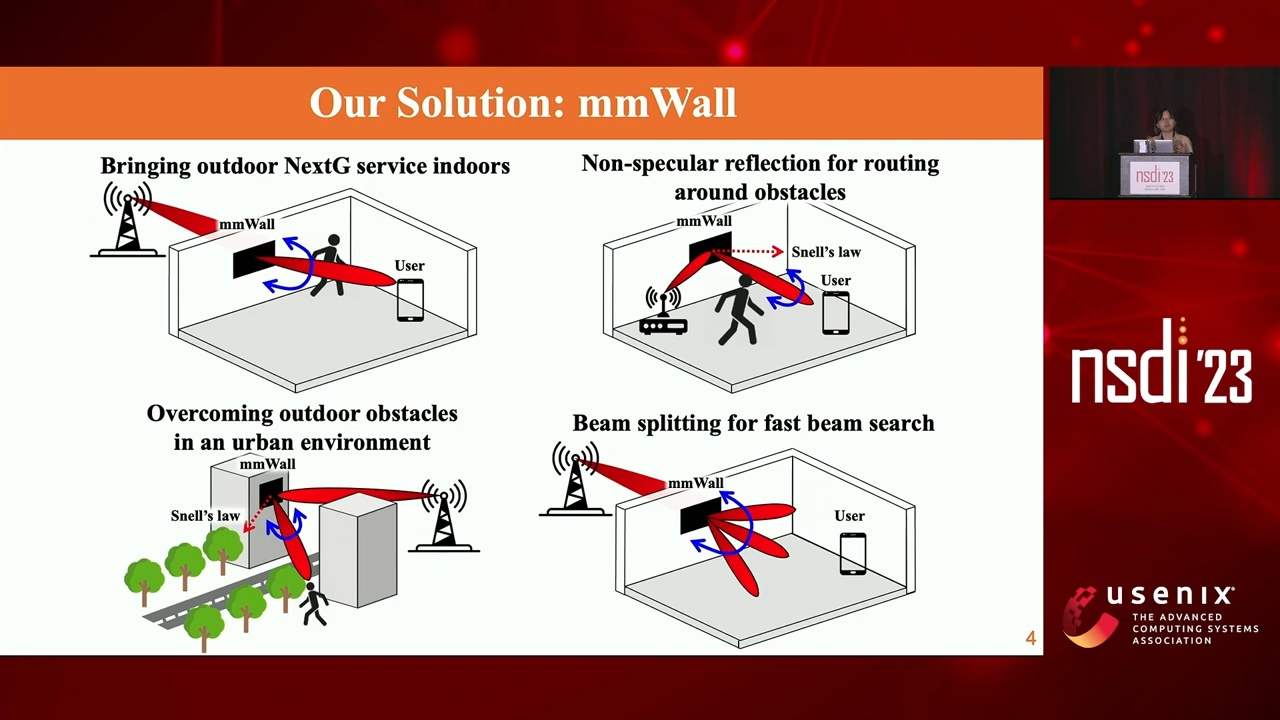 Our Solution: mmWall
Bringing outdoor NextG service indoors
mmWall
User
Non-specular reflection for routing
around obstacles
mmWall
Snell's law
User
Overcoming outdoor obstacles
in an urban environment
mmWall
Snell's law
Beam splitting for fast beam search
mmWall
User
4
nsdi '23
nsdi '23
usenix
THE ADVANCED
COMPUTING SYSTEMS
ASSOCIATION